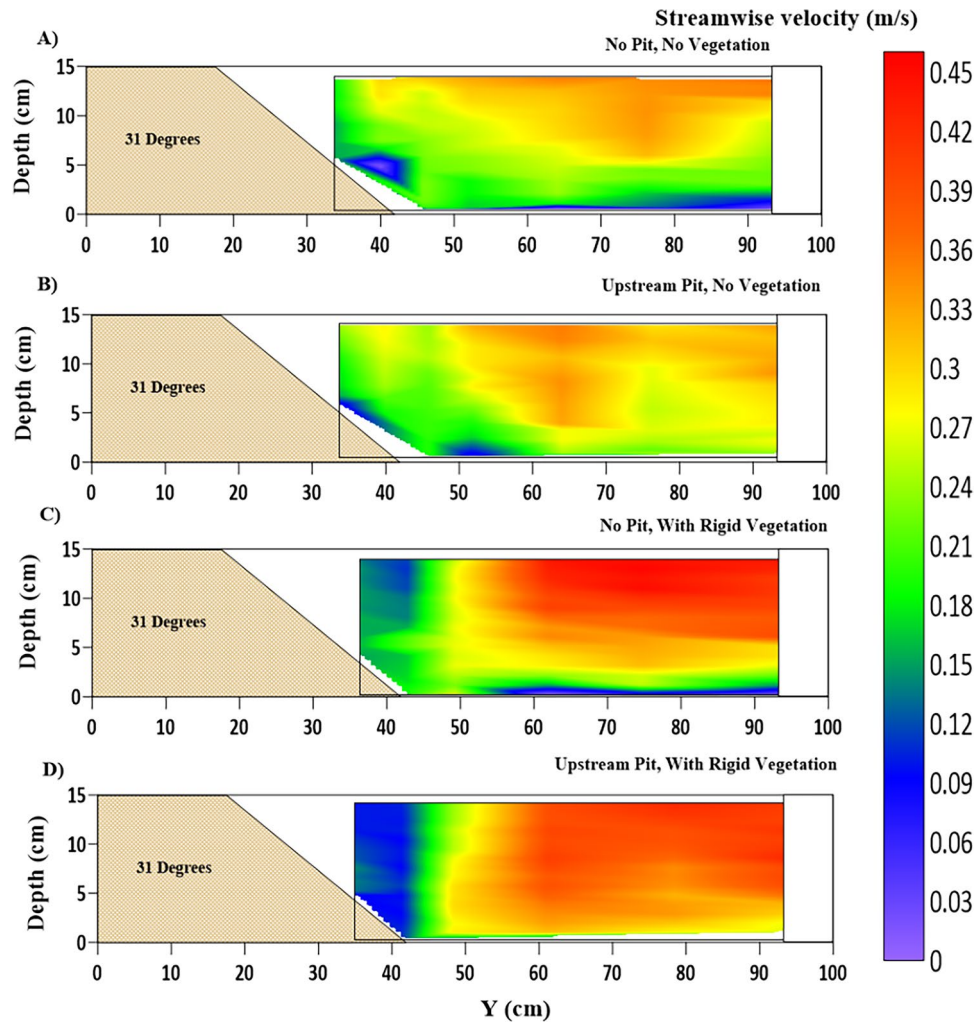 Streamwise velocity (m/s)
A)
No Pit, No Vegetation
15
10
5
0
Depth (cm)
31 Degrees
0 10 20 30 40 50 60 70 80 90 100
B)
Upstream Pit, No Vegetation
15
10
5
0
Depth (cm)
31 Degrees
0 10 20 30 40 50 60 70 80 90 100
C)
No Pit, With Rigid Vegetation
15
10
5
0
Depth (cm)
31 Degrees
0 10 20 30 40 50 60 70 80 90 100
D)
Upstream Pit, With Rigid Vegetation
15
10
5
0
Depth (cm)
31 Degrees
0 10 20 30 40 50 60 70 80 90 100
Y (cm)
0.45
0.42
0.39
0.36
0.33
0.3
0.27
0.24
0.21
0.18
0.15
0.12
0.09
0.06
0.03
0